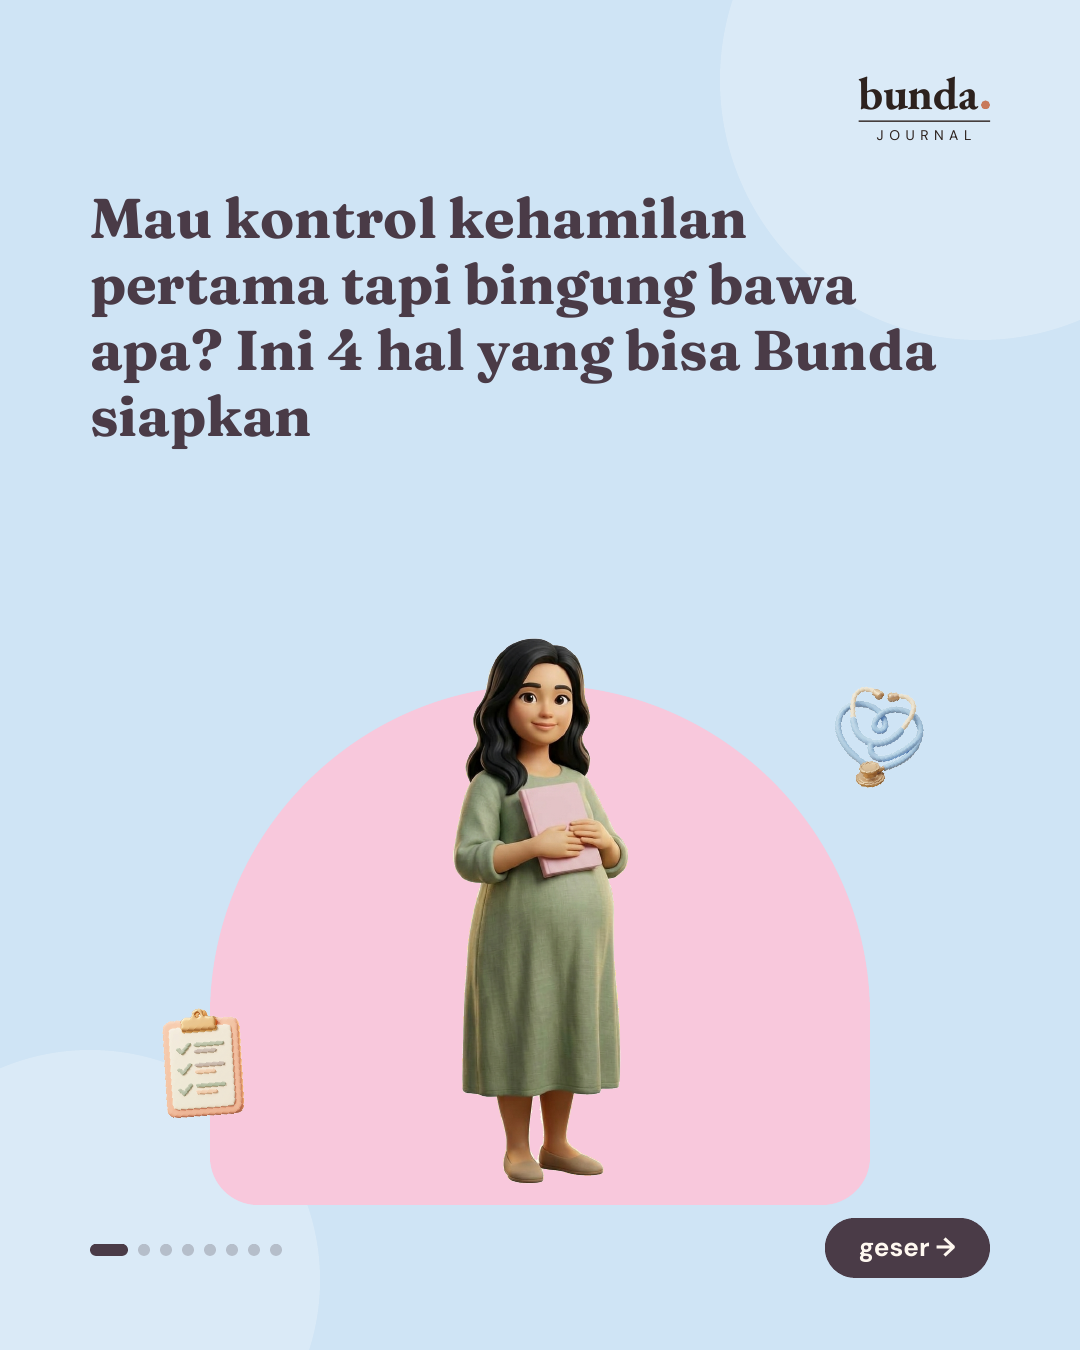 bunda.
JOURNAL
Mau kontrol kehamilan
pertama tapi bingung bawa
apa? Ini 4 hal yang bisa Bunda
siapkan
geser →